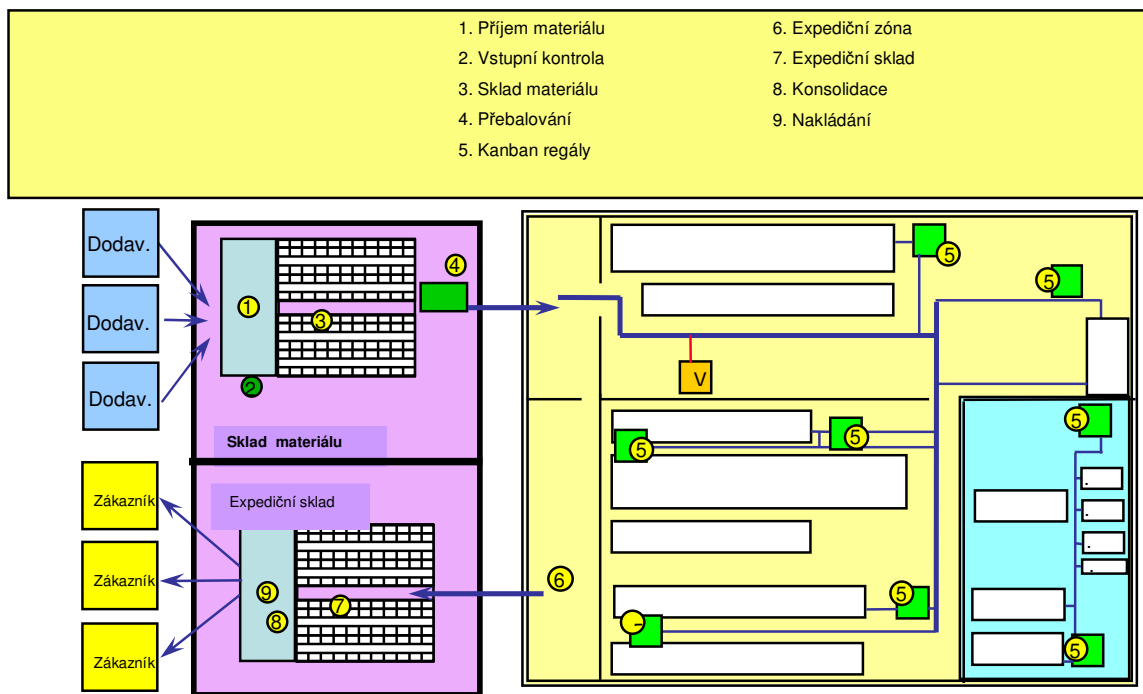 1. Příjem materiálu
2. Vstupní kontrola
3. Sklad materiálu
4. Přebalování
5. Kanban regály
6. Expediční zóna
7. Expediční sklad
8. Konsolidace
9. Nakládání
Dodav.
Dodav.
Dodav.
1
2
3
4
Sklad materiálu
Zákazník
Zákazník
Zákazník
Expediční sklad
9
8
7
6
V
5
5
5
5
5
5
5
.
.
.
.